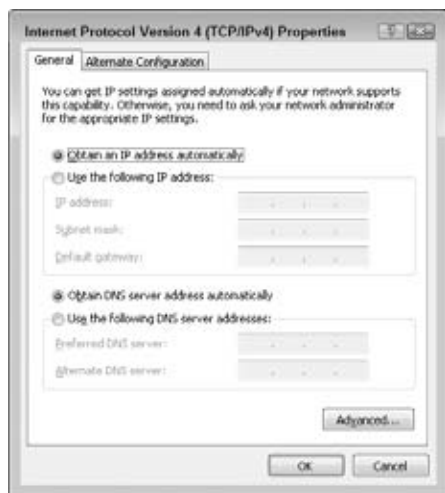 Internet Protocol Version 4 (TCP/IPv4) Properties
General
Alternate Configuration
You can get IP settings assigned automatically if your network supports
this capability. Otherwise, you need to ask your network administrator
for the appropriate IP settings.
Obtain an IP address automatically
Use the following IP address:
IP address:
Subnet mask:
Default gateway:
Obtain DNS server address automatically
Use the following DNS server addresses:
Preferred DNS server:
Alternate DNS server:
Advanced...
OK
Cancel